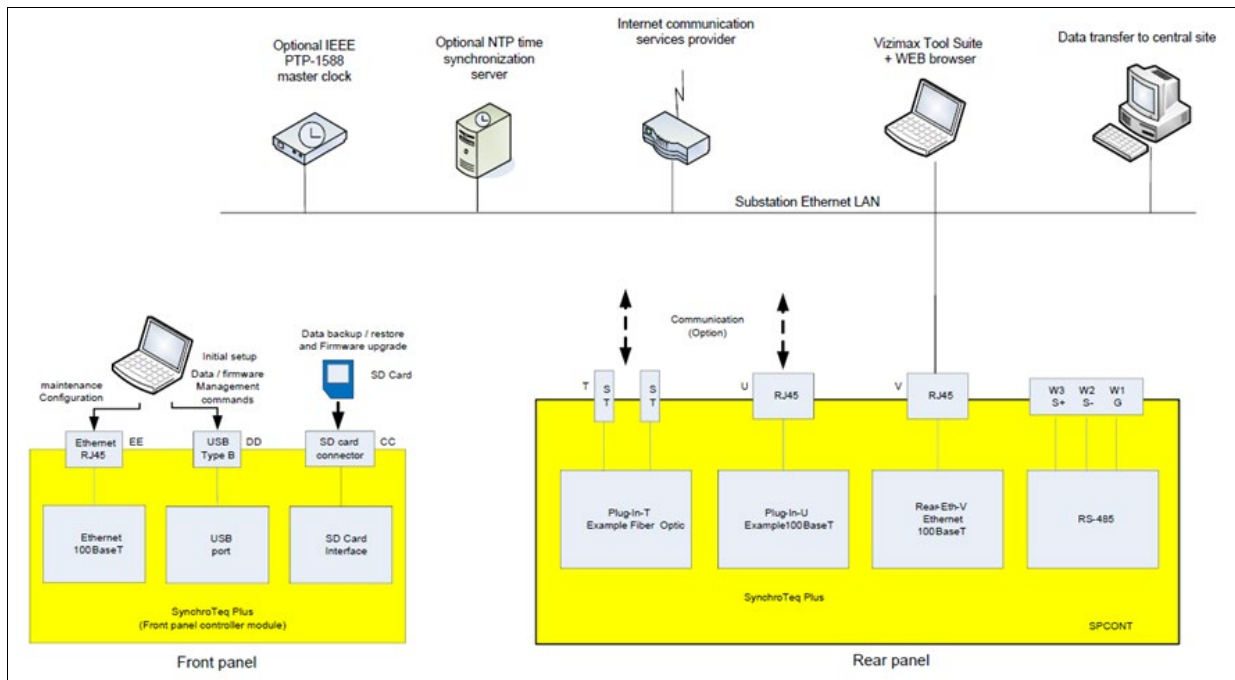 Optional IEEE
PTP-1588
master clock
Optional NTP time
synchronization
server
Internet communication
services provider
Vizimax Tool Suite
+ WEB browser
Data transfer to central site
Substation Ethernet LAN
Initial setup
Data / firmware
Management
commands
maintenance
Configuration
Data backup / restore
and Firmware upgrade
SD Card
Ethernet
RJ45
EE
USB
Type B
DD
SD card
connector
CC
Ethernet
100BaseT
USB
port
SD Card
Interface
SynchroTeq Plus
(Front panel controller module)
Front panel
Communication
(Option)
T
ST
ST
U
RJ45
V
RJ45
W3 W2 W1
S+ S- G
Plug-In-T
Example Fiber Optic
Plug-In-U
Example100BaseT
Rear-Eth-V
Ethernet
100BaseT
RS-485
SynchroTeq Plus
SPCONT
Rear panel